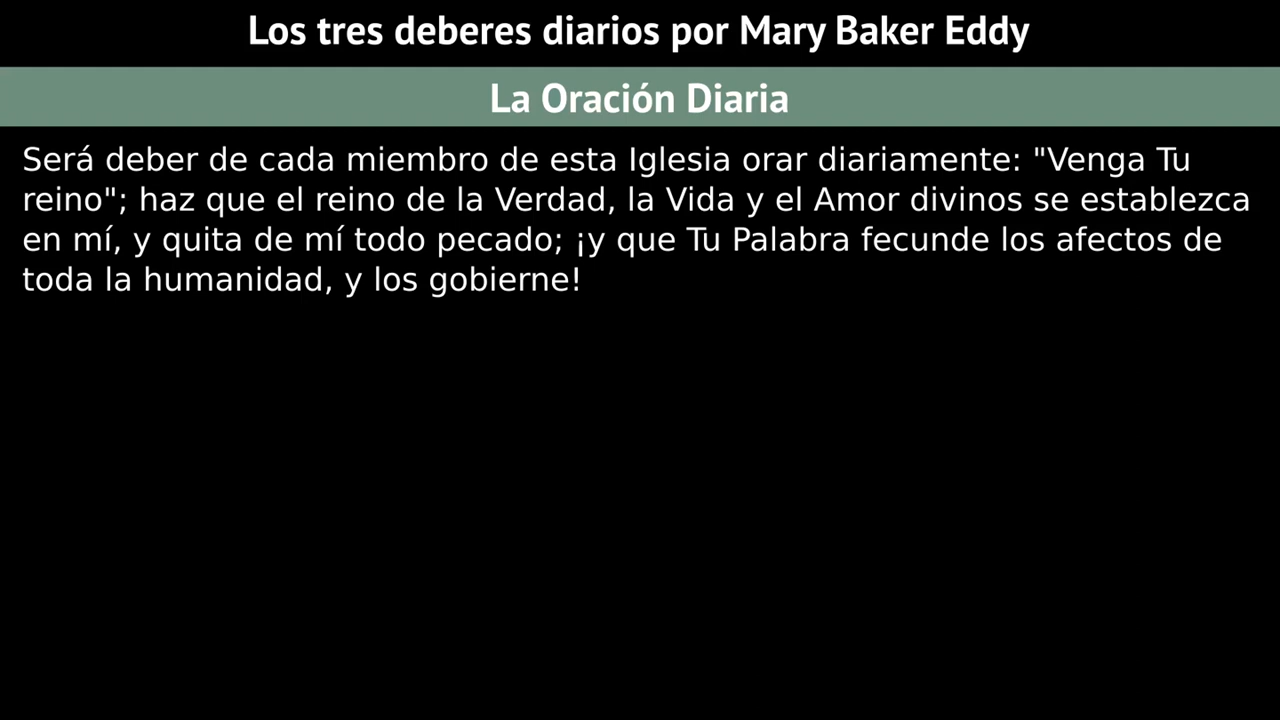 Los tres deberes diarios por Mary Baker Eddy
La Oración Diaria
Será deber de cada miembro de esta Iglesia orar diariamente: "Venga Tu
reino"; haz que el reino de la Verdad, la Vida y el Amor divinos se establezca
en mí, y quita de mí todo pecado; ¡y que Tu Palabra fecunde los afectos de
toda la humanidad, y los gobierne!